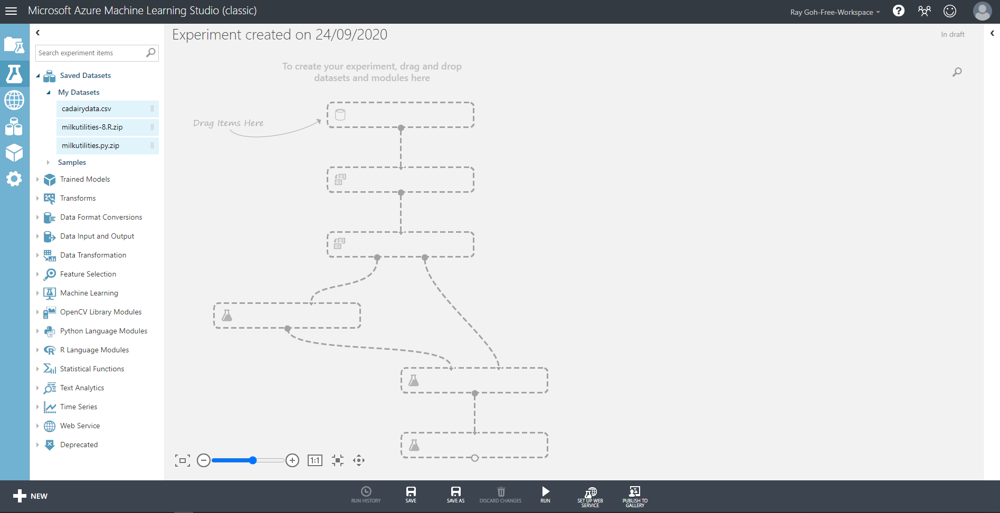 Microsoft Azure Machine Learning Studio (classic)
Ray Goh-Free-Workspace
Experiment created on 24/09/2020
In draft
Search experiment items
Saved Datasets
My Datasets
cadairydata.csv
milkutilities-8.R.zip
milkutilities.py.zip
Samples
Trained Models
Transforms
Data Format Conversions
Data Input and Output
Data Transformation
Feature Selection
Machine Learning
OpenCV Library Modules
Python Language Modules
R Language Modules
Statistical Functions
Text Analytics
Time Series
Web Service
Deprecated
To create your experiment, drag and drop
datasets and modules here
Drag Items Here
1:1
NEW
RUN HISTORY
SAVE
SAVE AS
DISCARD CHANGES
RUN
SET UP WEB
SERVICE
PUBLISH TO
GALLERY